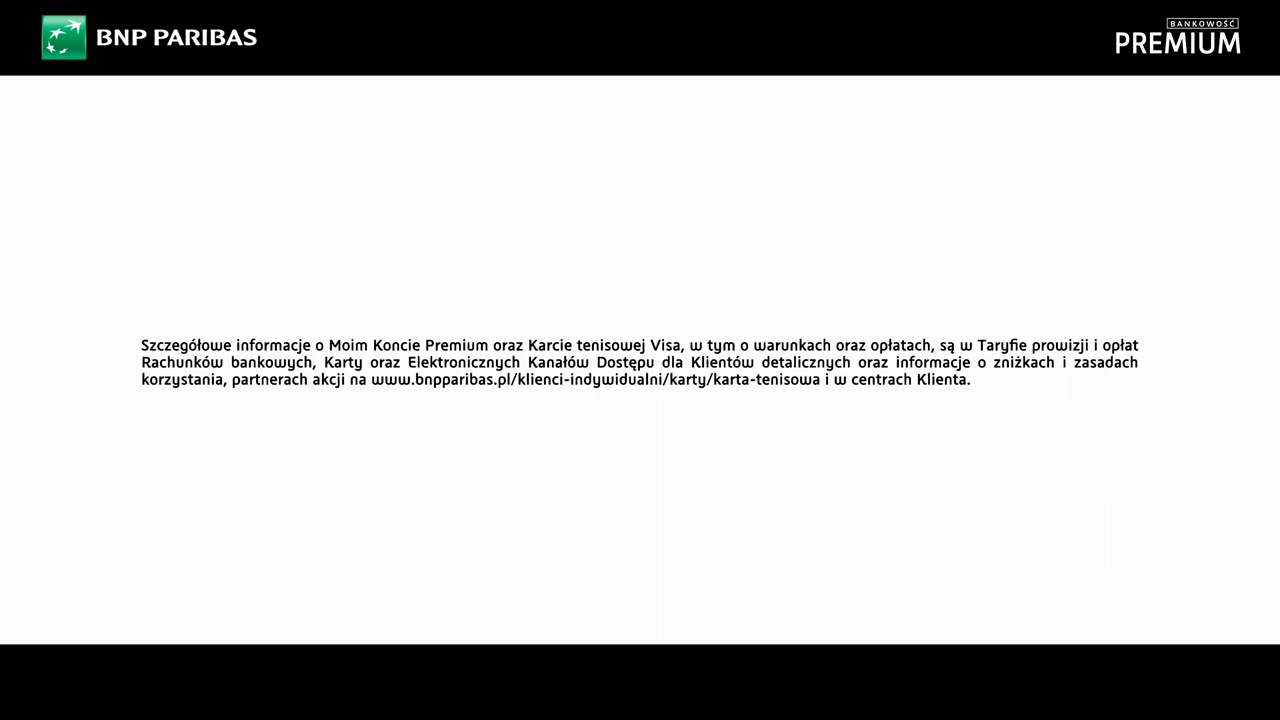 BNP PARIBAS
BANKOWOŚĆ
PREMIUM
Szczegółowe informacje o Moim Koncie Premium oraz Karcie tenisowej Visa, w tym o warunkach oraz opłatach, są w Taryfie prowizji i opłat
Rachunków bankowych, Karty oraz Elektronicznych Kanałów Dostępu dla Klientów detalicznych oraz informacje o zniżkach i zasadach
korzystania, partnerach akcji na www.bnpparibas.pl/klienci-indywidualni/karty/karta-tenisowa i w centrach Klienta.